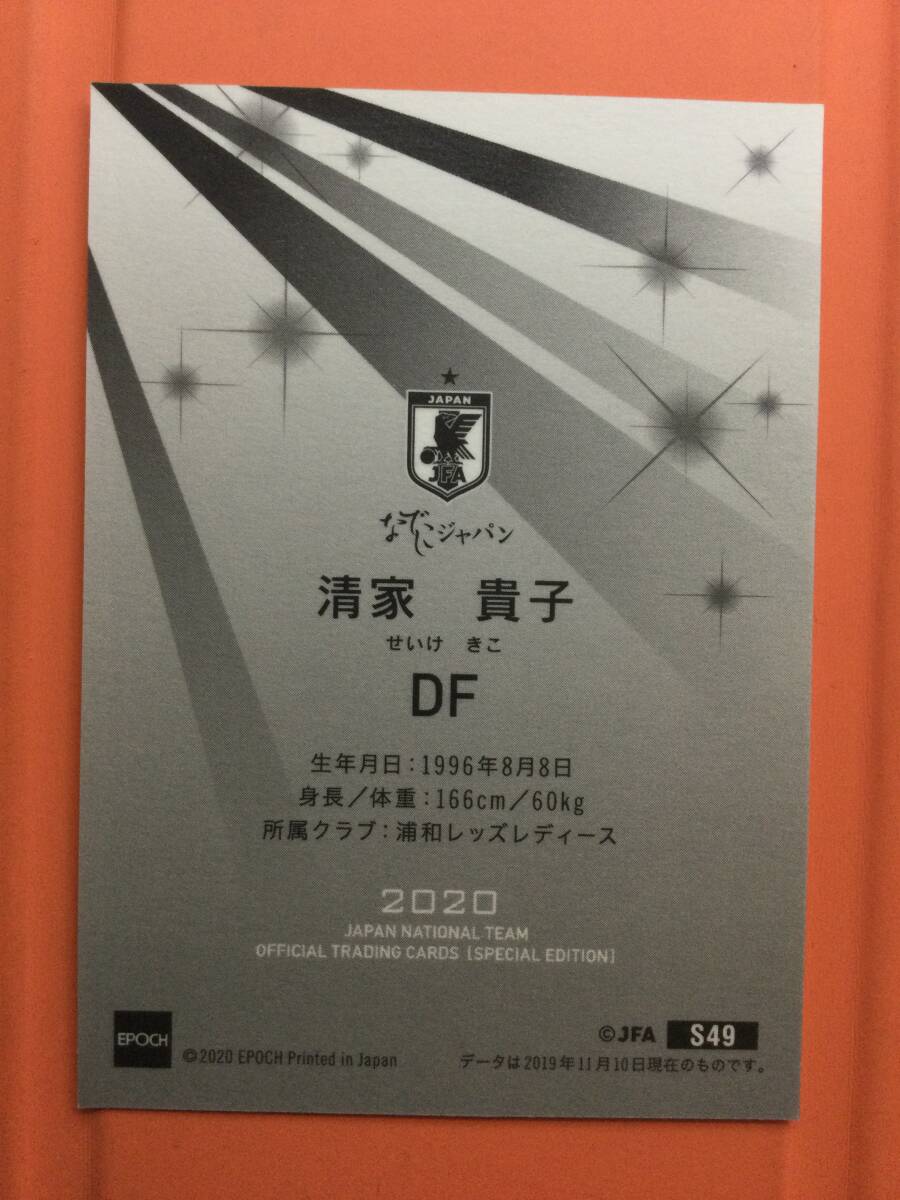 JAPAN
JFA
なでしこジャパン
清家 貴子
せいけ きこ
DF
生年月日：1996年8月8日
身長／体重：166cm／60kg
所属クラブ：浦和レッズレディース
2020
JAPAN NATIONAL TEAM
OFFICIAL TRADING CARDS [SPECIAL EDITION]
©JFA S49
EPOCH ©2020 EPOCH Printed in Japan データは2019年11月10日現在のものです。